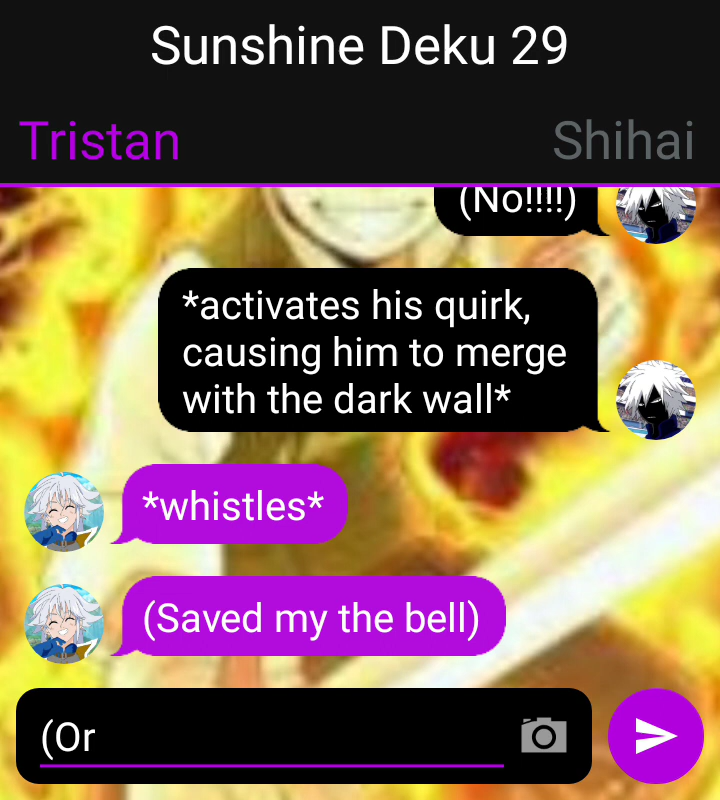 Sunshine Deku 29
Tristan
Shihai
(No!!!!)
*activates his quirk,
causing him to merge
with the dark wall*
*whistles*
(Saved my the bell)
(Or